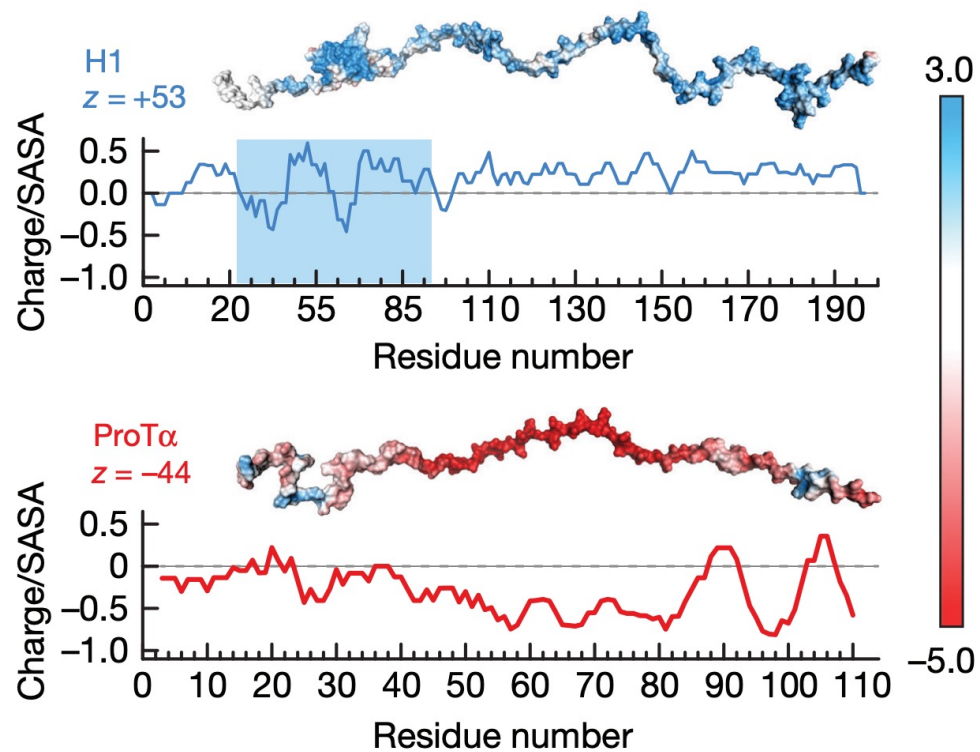 H1
z = +53
Charge/SASA
0.5
0.0
−0.5
−1.0
0 20 55 85 110 130 150 170 190
Residue number
3.0
−5.0
ProTα
z = −44
Charge/SASA
0.5
0
−0.5
−1.0
0 10 20 30 40 50 60 70 80 90 100 110
Residue number